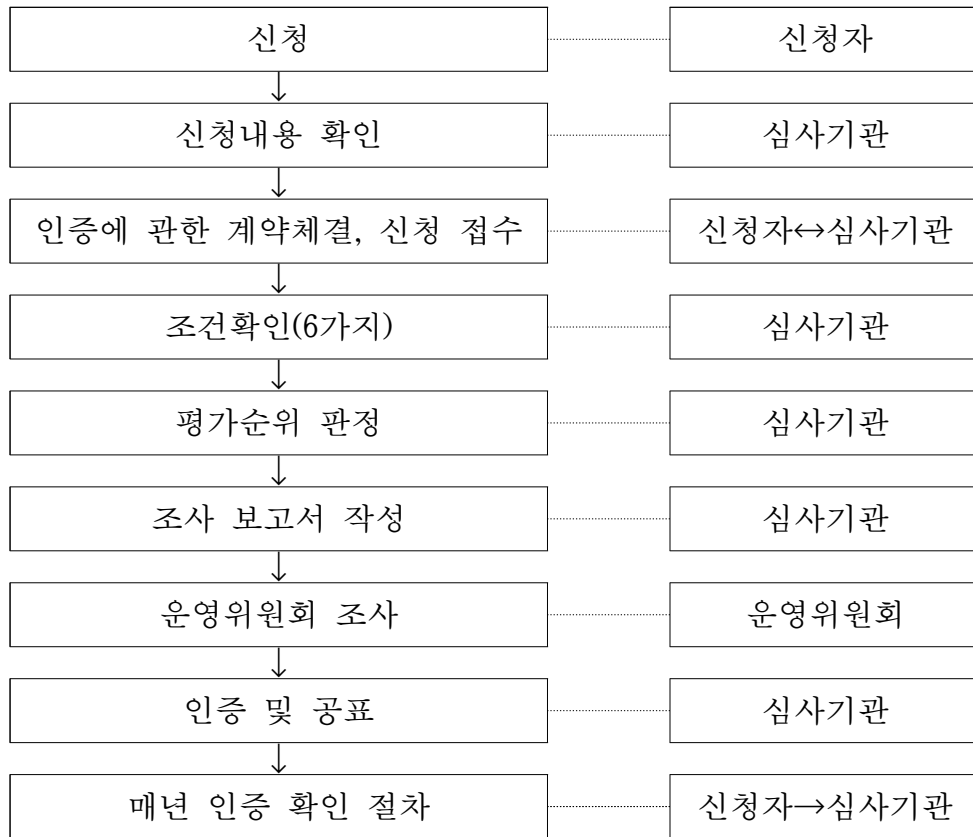 신청 신청자
신청내용 확인 심사기관
인증에 관한 계약체결, 신청 접수 신청자↔심사기관
조건확인(6가지) 심사기관
평가순위 판정 심사기관
조사 보고서 작성 심사기관
운영위원회 조사 운영위원회
인증 및 공표 심사기관
매년 인증 확인 절차 신청자→심사기관